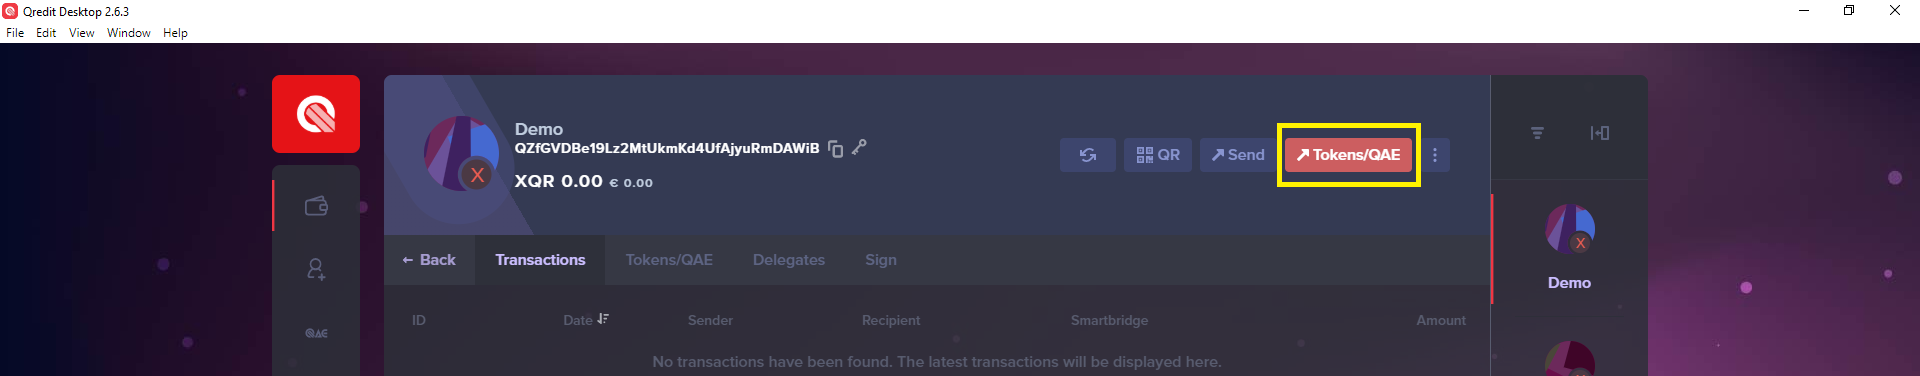 Qredit Desktop 2.6.3
File Edit View Window Help
Demo
QZfGVDBe19Lz2MtUkmKd4UfAjyuRmDAWiB
XQR 0.00 € 0.00
X
QR Send Tokens/QAE
Back Transactions Tokens/QAE Delegates Sign
ID Date Sender Recipient Smartbridge Amount
No transactions have been found. The latest transactions will be displayed here.
QAE
X
Demo